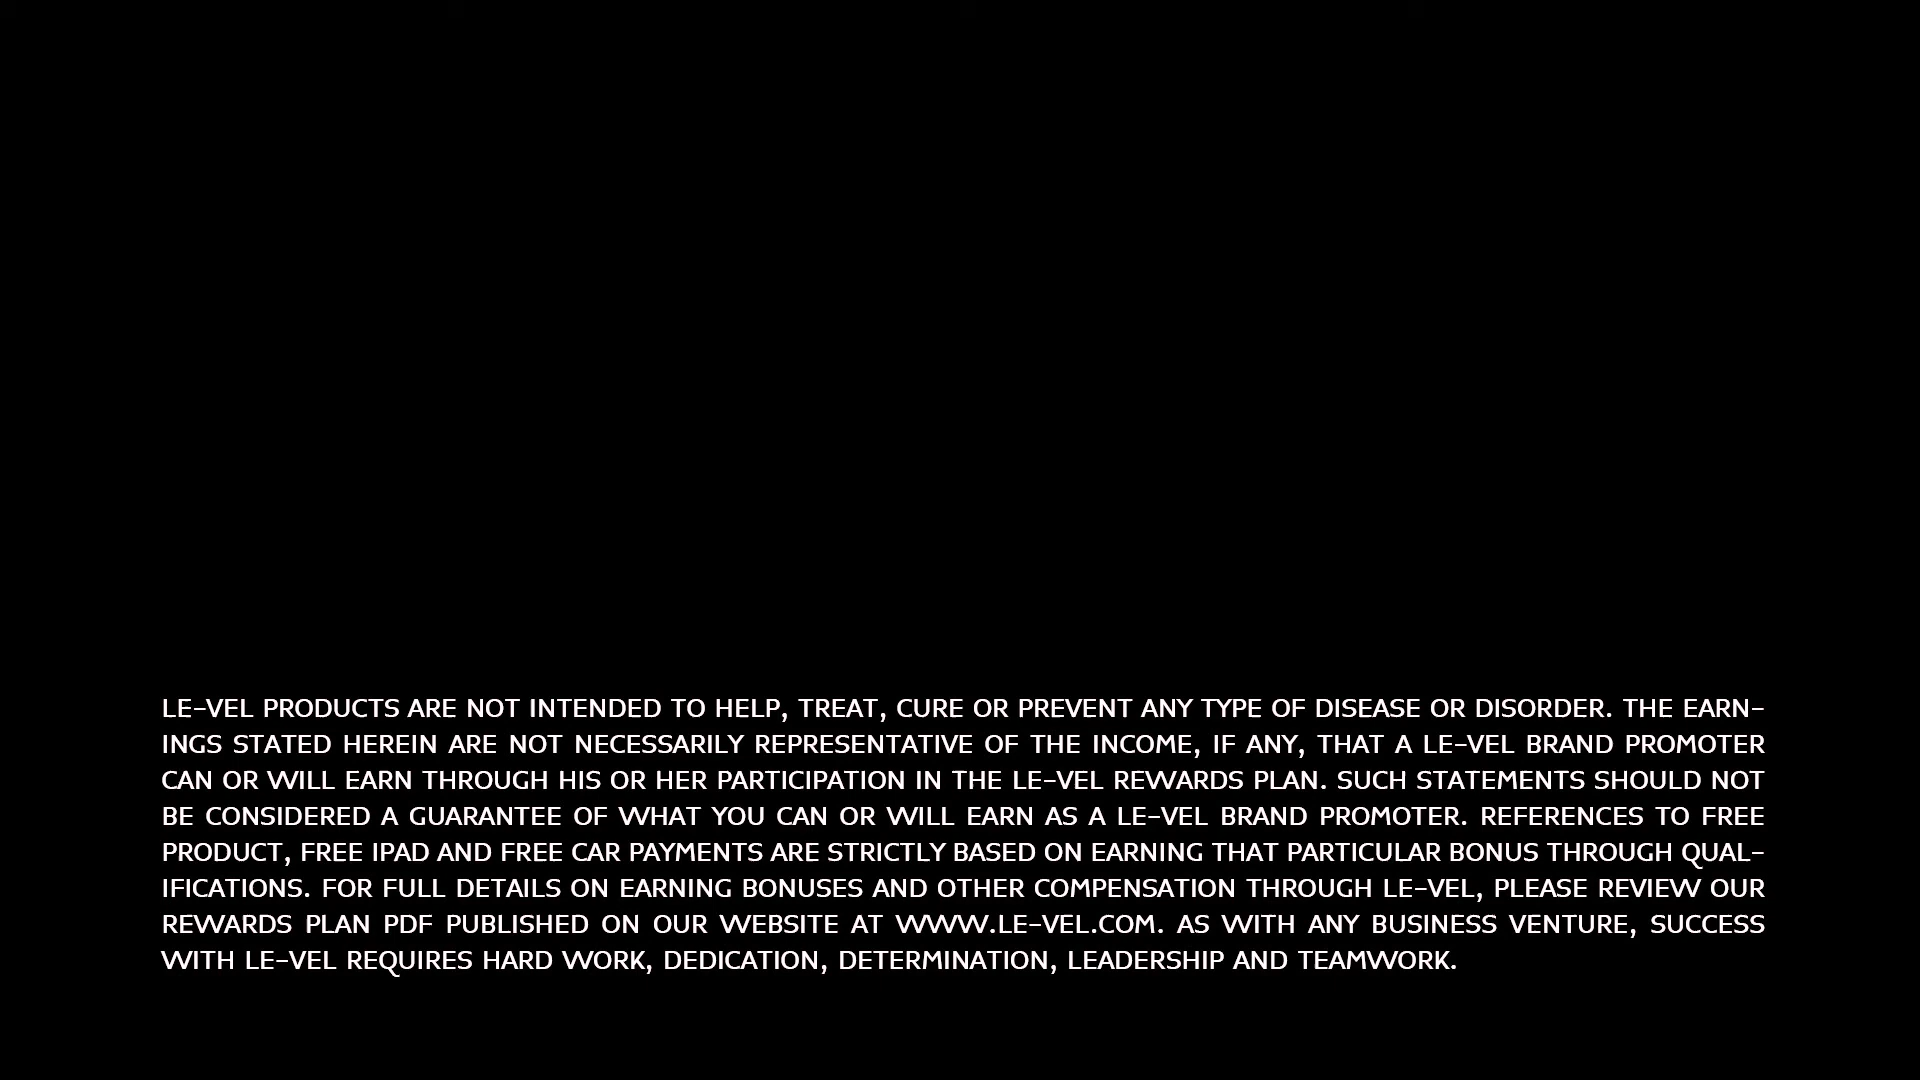 LE-VEL PRODUCTS ARE NOT INTENDED TO HELP, TREAT, CURE OR PREVENT ANY TYPE OF DISEASE OR DISORDER. THE EARN-
INGS STATED HEREIN ARE NOT NECESSARILY REPRESENTATIVE OF THE INCOME, IF ANY, THAT A LE-VEL BRAND PROMOTER
CAN OR WILL EARN THROUGH HIS OR HER PARTICIPATION IN THE LE-VEL REWARDS PLAN. SUCH STATEMENTS SHOULD NOT
BE CONSIDERED A GUARANTEE OF WHAT YOU CAN OR WILL EARN AS A LE-VEL BRAND PROMOTER. REFERENCES TO FREE
PRODUCT, FREE IPAD AND FREE CAR PAYMENTS ARE STRICTLY BASED ON EARNING THAT PARTICULAR BONUS THROUGH QUAL-
IFICATIONS. FOR FULL DETAILS ON EARNING BONUSES AND OTHER COMPENSATION THROUGH LE-VEL, PLEASE REVIEW OUR
REWARDS PLAN PDF PUBLISHED ON OUR WEBSITE AT WWW.LE-VEL.COM. AS WITH ANY BUSINESS VENTURE, SUCCESS
WITH LE-VEL REQUIRES HARD WORK, DEDICATION, DETERMINATION, LEADERSHIP AND TEAMWORK.